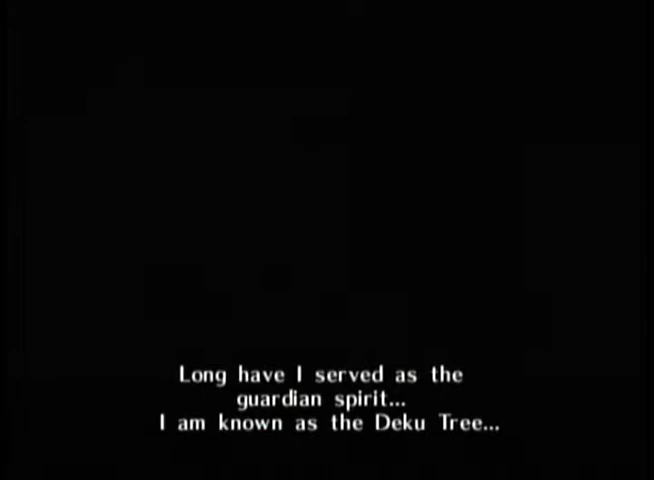 Long have I served as the
guardian spirit...
I am known as the Deku Tree...